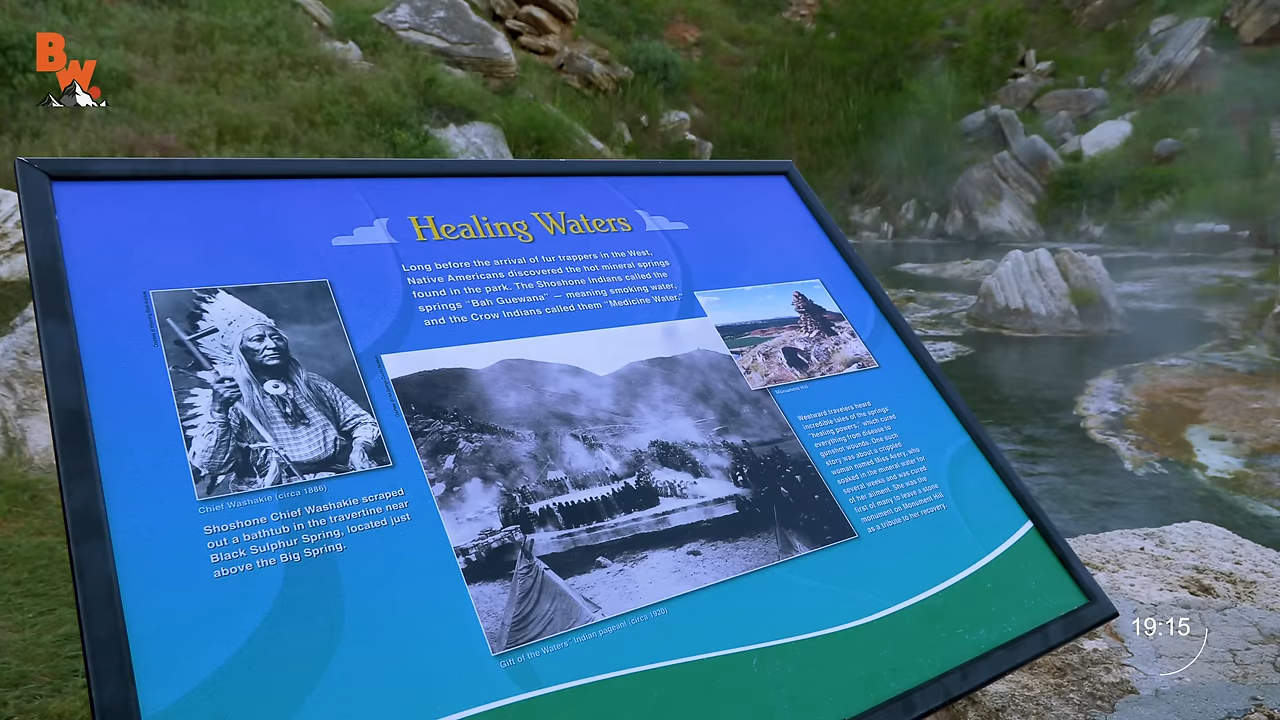 B
W.
Healing Waters
Long before the arrival of fur trappers in the West,
Native Americans discovered the hot mineral springs
found in the park. The Shoshone Indians called the
springs "Bah Guewana" — meaning smoking water,
and the Crow Indians called them "Medicine Water."
Chief Washakie (circa 1886)
Shoshone Chief Washakie scraped
out a bathtub in the travertine near
Black Sulphur Spring, located just
above the Big Spring.
Gift of the Waters" Indian pageant (circa 1920)
Monument Hill
Westward travelers heard
incredible tales of the springs
"healing powers," which cured
everything from disease to
gunshot wounds. One such
story was about a crippled
woman named Miss Avery, who
soaked in the mineral water for
several weeks and was cured
of her ailment. She was the
first of many to leave a stone
monument on Monument Hill
as a tribute to her recovery.
19:15